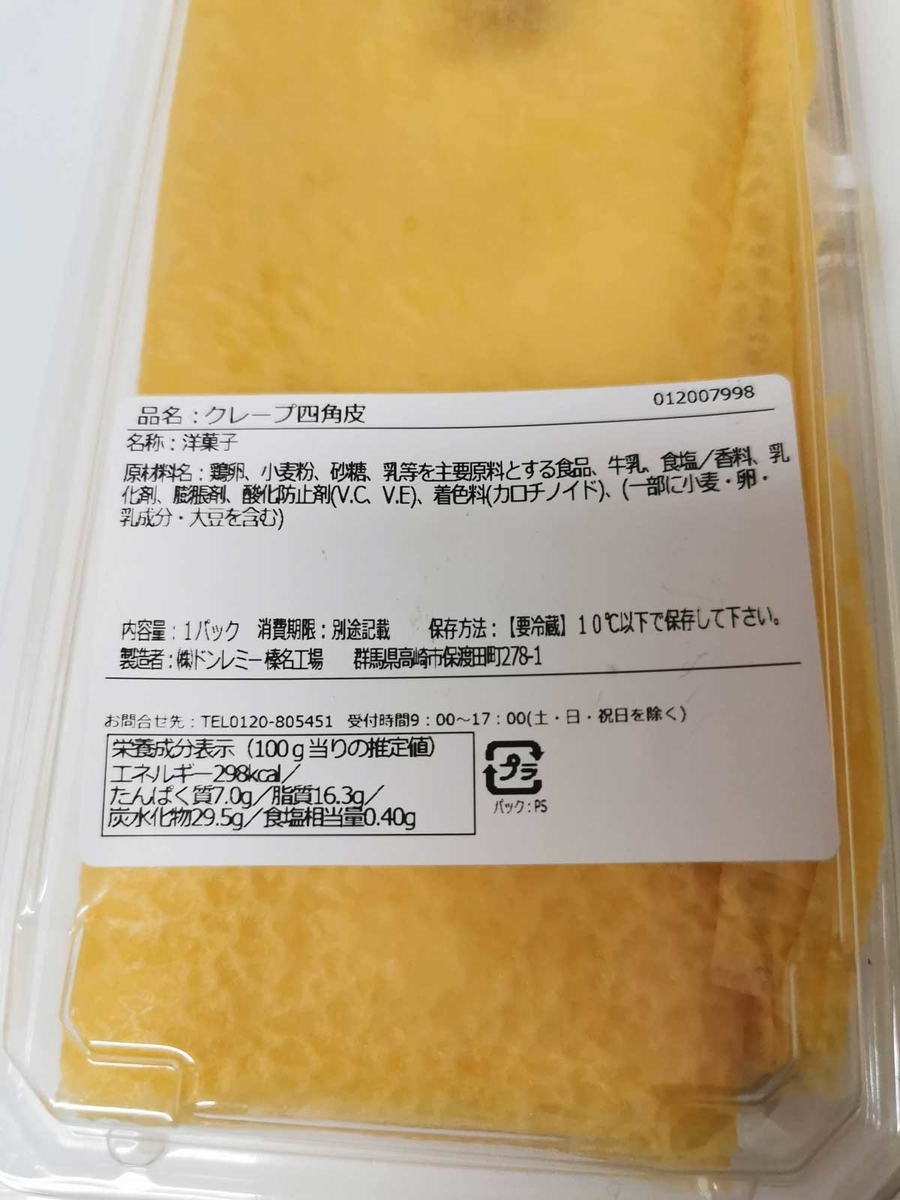 品名：クレープ四角皮
012007998
名称：洋菓子
原材料名：鶏卵、小麦粉、砂糖、乳等を主要原料とする食品、牛乳、食塩／香料、乳
化剤、膨脹剤、酸化防止剤(V.C、V.E)、着色料(カロチノイド)、(一部に小麦・卵・
乳成分・大豆を含む)
内容量：1パック 消費期限：別途記載 保存方法：【要冷蔵】10℃以下で保存して下さい。
製造者：㈱ドンレミー榛名工場 群馬県高崎市保渡田町278-1
お問合せ先：TEL0120-805451 受付時間9：00〜17：00(土・日・祝日を除く)
栄養成分表示（100g当りの推定値）
エネルギー298kcal／
たんぱく質7.0g／脂質16.3g／
炭水化物29.5g／食塩相当量0.40g
プラ
パック：PS